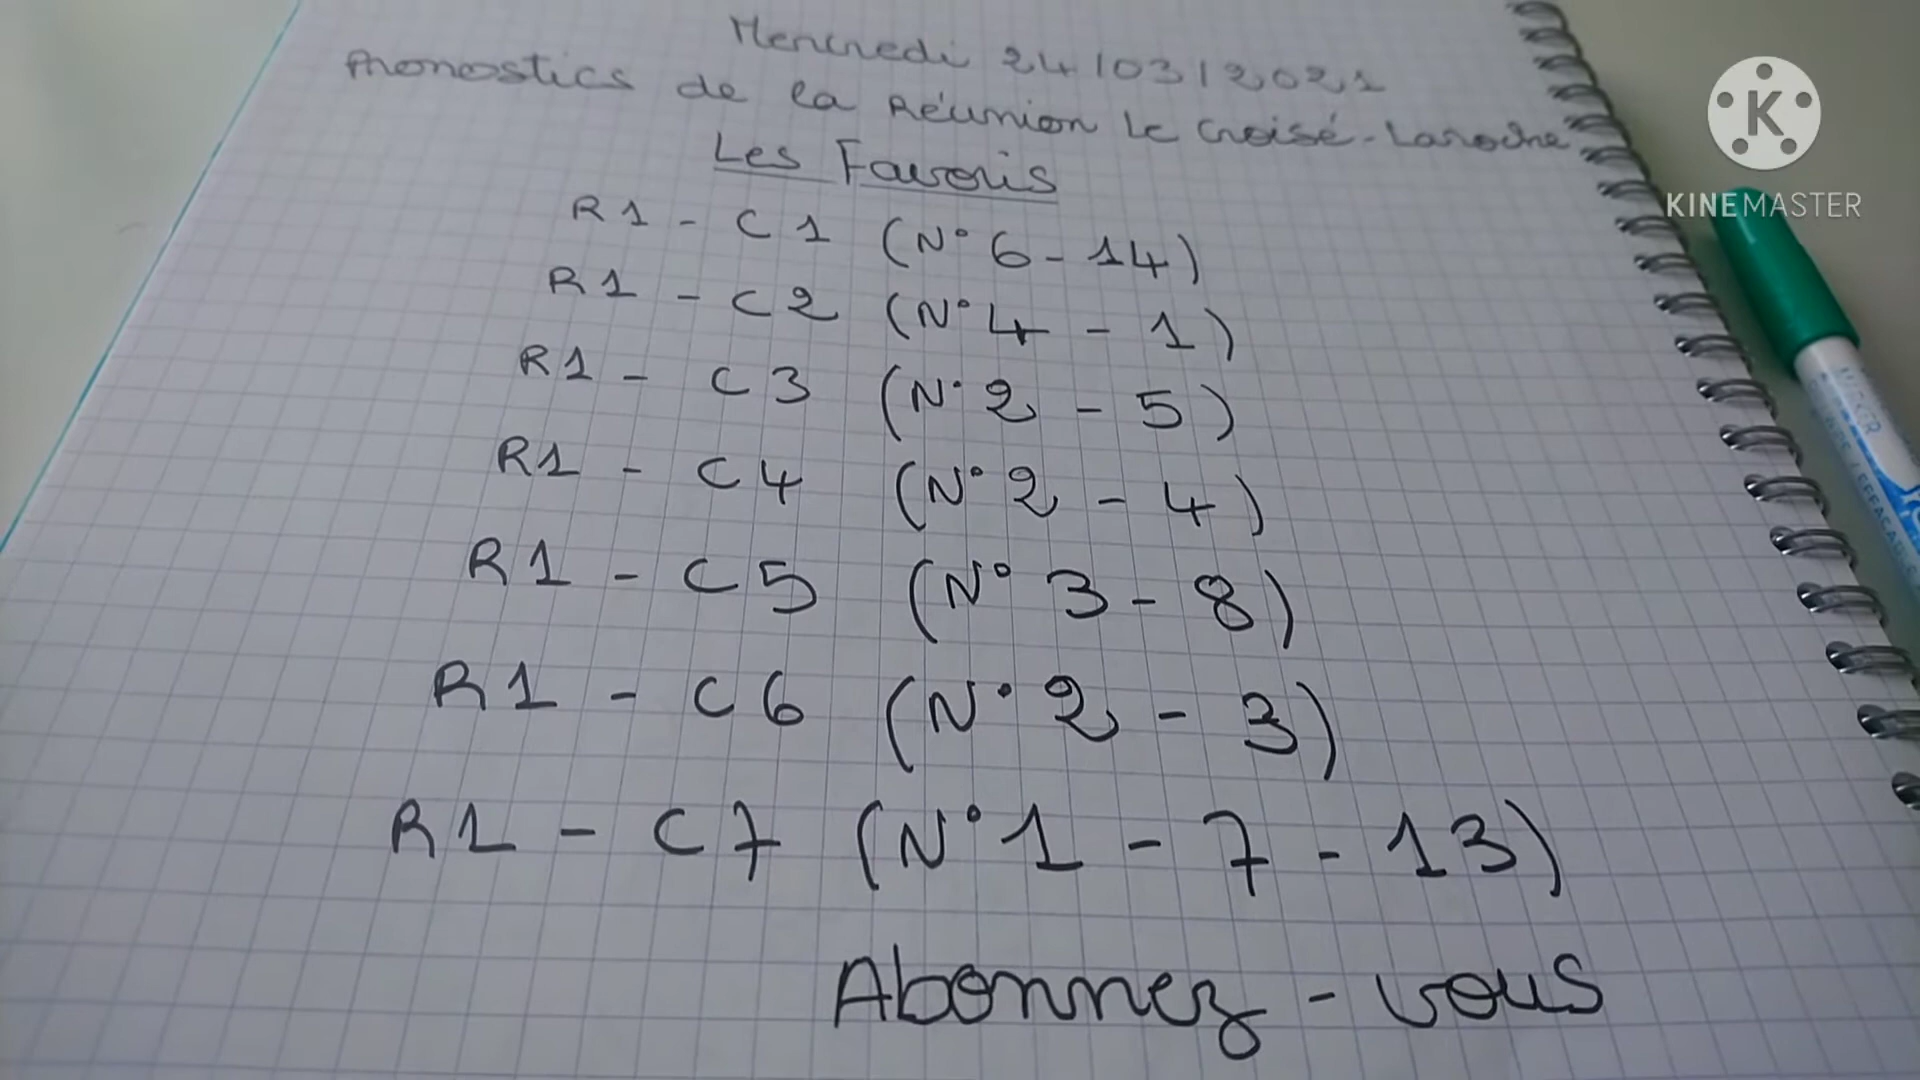 Mercredi 24/03/2021
Pronostics de la Réunion Le Croisé-Laroche
Les Favoris
R1 - C1 (N° 6 - 14)
R1 - C2 (N° 4 - 1)
R1 - C3 (N° 2 - 5)
R1 - C4 (N° 2 - 4)
R1 - C5 (N° 3 - 8)
R1 - C6 (N° 2 - 3)
R1 - C7 (N° 1 - 7 - 13)
Abonnez-vous
K
KINEMASTER